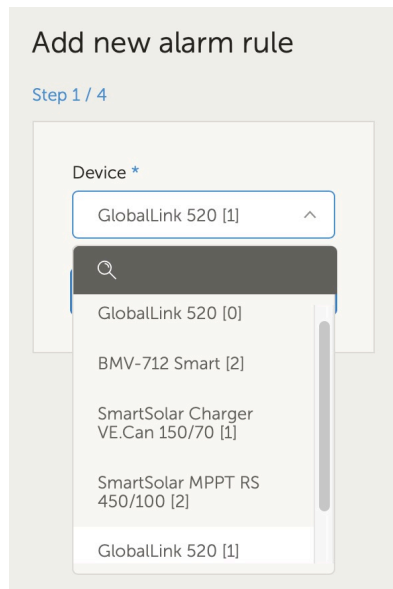 Add new alarm rule
Step 1 / 4
Device *
GlobalLink 520 [1]
GlobalLink 520 [0]
BMV-712 Smart [2]
SmartSolar Charger
VE.Can 150/70 [1]
SmartSolar MPPT RS
450/100 [2]
GlobalLink 520 [1]